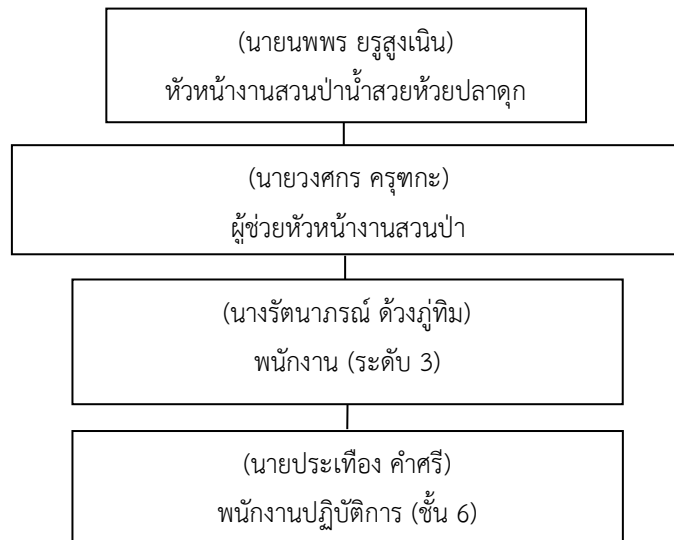 (นายนพพร ยรูสูงเนิน)
หัวหน้างานสวนป่าน้ำสวยห้วยปลาดุก
(นายวงศกร ครุฑกะ)
ผู้ช่วยหัวหน้างานสวนป่า
(นางรัตนาภรณ์ ด้วงภู่ทิม)
พนักงาน (ระดับ 3)
(นายประเทือง คำศรี)
พนักงานปฏิบัติการ (ชั้น 6)